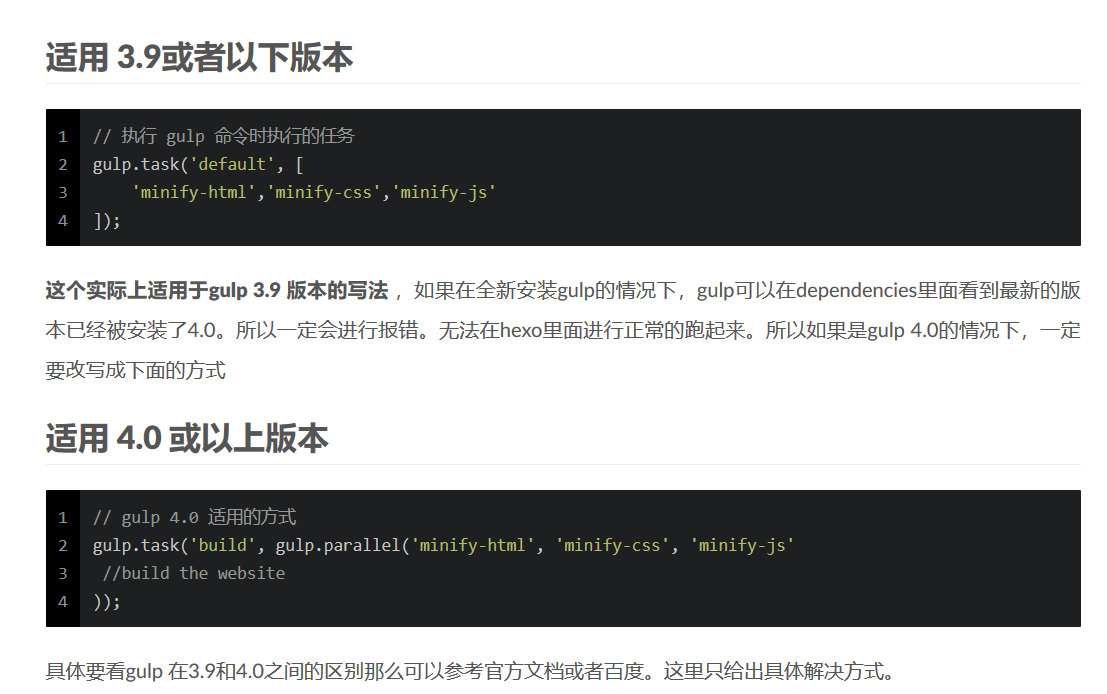 适用 3.9或者以下版本
1 // 执行 gulp 命令时执行的任务
2 gulp.task('default', [
3     'minify-html','minify-css','minify-js'
4 ]);
这个实际上适用于gulp 3.9 版本的写法 ，如果在全新安装gulp的情况下，gulp可以在dependencies里面看到最新的版
本已经被安装了4.0。所以一定会进行报错。无法在hexo里面进行正常的跑起来。所以如果是gulp 4.0的情况下，一定
要改写成下面的方式
适用 4.0 或以上版本
1 // gulp 4.0 适用的方式
2 gulp.task('build', gulp.parallel('minify-html', 'minify-css', 'minify-js'
3  //build the website
4 ));
具体要看gulp 在3.9和4.0之间的区别那么可以参考官方文档或者百度。这里只给出具体解决方式。